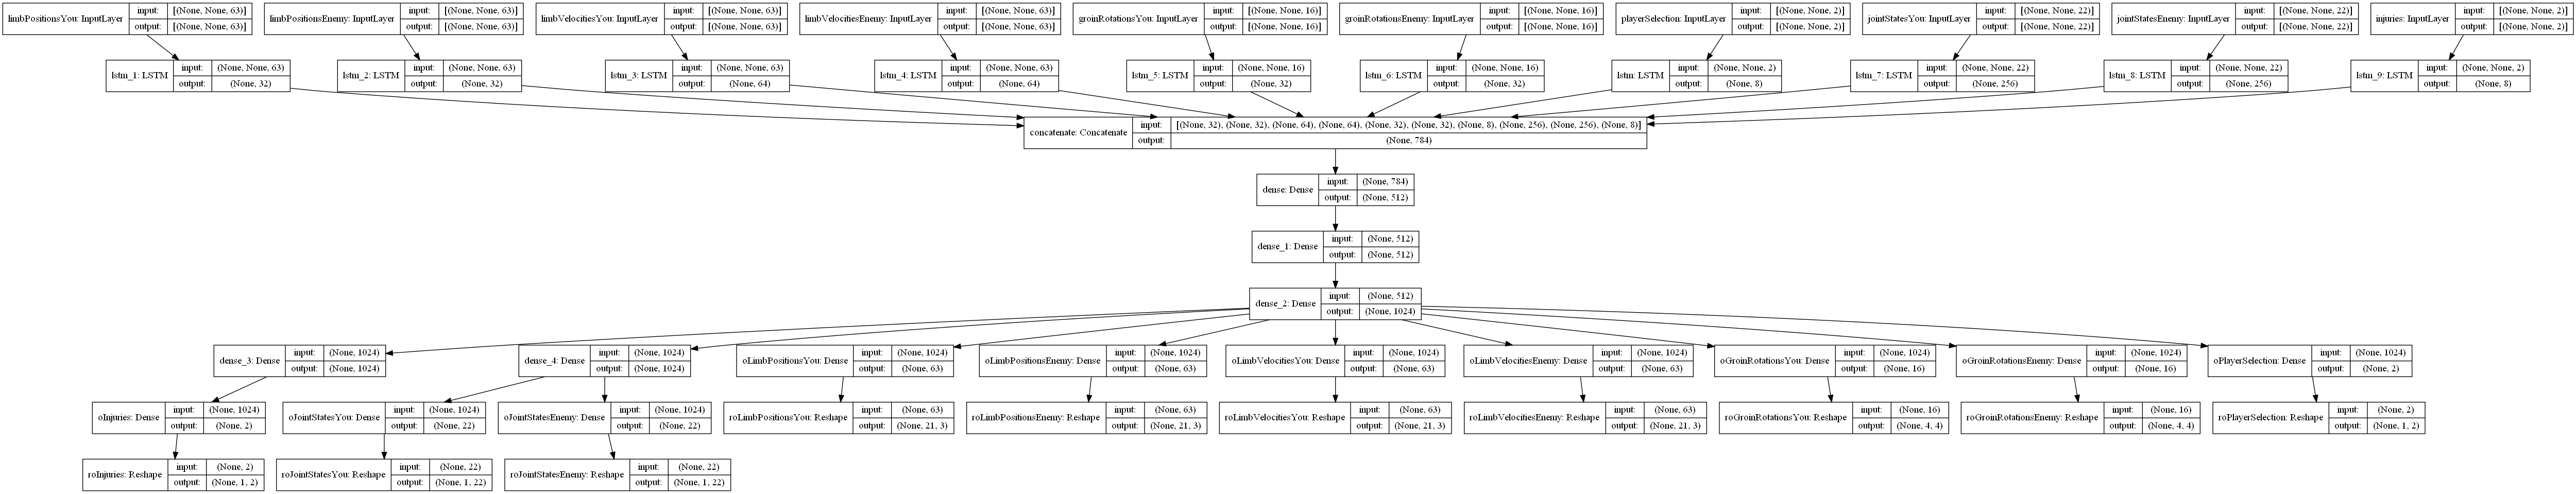 limbPositionsYou: InputLayer input: [(None, None, 63)] output: [(None, None, 63)]
limbPositionsEnemy: InputLayer input: [(None, None, 63)] output: [(None, None, 63)]
limbVelocitiesYou: InputLayer input: [(None, None, 63)] output: [(None, None, 63)]
limbVelocitiesEnemy: InputLayer input: [(None, None, 63)] output: [(None, None, 63)]
groinRotationsYou: InputLayer input: [(None, None, 16)] output: [(None, None, 16)]
groinRotationsEnemy: InputLayer input: [(None, None, 16)] output: [(None, None, 16)]
playerSelection: InputLayer input: [(None, None, 2)] output: [(None, None, 2)]
jointStatesYou: InputLayer input: [(None, None, 22)] output: [(None, None, 22)]
jointStatesEnemy: InputLayer input: [(None, None, 22)] output: [(None, None, 22)]
injuries: InputLayer input: [(None, None, 2)] output: [(None, None, 2)]
lstm_1: LSTM input: (None, None, 63) output: (None, 32)
lstm_2: LSTM input: (None, None, 63) output: (None, 32)
lstm_3: LSTM input: (None, None, 63) output: (None, 64)
lstm_4: LSTM input: (None, None, 63) output: (None, 64)
lstm_5: LSTM input: (None, None, 16) output: (None, 32)
lstm_6: LSTM input: (None, None, 16) output: (None, 32)
lstm: LSTM input: (None, None, 2) output: (None, 8)
lstm_7: LSTM input: (None, None, 22) output: (None, 256)
lstm_8: LSTM input: (None, None, 22) output: (None, 256)
lstm_9: LSTM input: (None, None, 2) output: (None, 8)
concatenate: Concatenate input: [(None, 32), (None, 32), (None, 64), (None, 64), (None, 32), (None, 32), (None, 8), (None, 256), (None, 256), (None, 8)] output: (None, 784)
dense: Dense input: (None, 784) output: (None, 512)
dense_1: Dense input: (None, 512) output: (None, 512)
dense_2: Dense input: (None, 512) output: (None, 1024)
dense_3: Dense input: (None, 1024) output: (None, 1024)
dense_4: Dense input: (None, 1024) output: (None, 1024)
oLimbPositionsYou: Dense input: (None, 1024) output: (None, 63)
oLimbPositionsEnemy: Dense input: (None, 1024) output: (None, 63)
oLimbVelocitiesYou: Dense input: (None, 1024) output: (None, 63)
oLimbVelocitiesEnemy: Dense input: (None, 1024) output: (None, 63)
oGroinRotationsYou: Dense input: (None, 1024) output: (None, 16)
oGroinRotationsEnemy: Dense input: (None, 1024) output: (None, 16)
oPlayerSelection: Dense input: (None, 1024) output: (None, 2)
oInjuries: Dense input: (None, 1024) output: (None, 2)
oJointStatesYou: Dense input: (None, 1024) output: (None, 22)
oJointStatesEnemy: Dense input: (None, 1024) output: (None, 22)
roLimbPositionsYou: Reshape input: (None, 63) output: (None, 21, 3)
roLimbPositionsEnemy: Reshape input: (None, 63) output: (None, 21, 3)
roLimbVelocitiesYou: Reshape input: (None, 63) output: (None, 21, 3)
roLimbVelocitiesEnemy: Reshape input: (None, 63) output: (None, 21, 3)
roGroinRotationsYou: Reshape input: (None, 16) output: (None, 4, 4)
roGroinRotationsEnemy: Reshape input: (None, 16) output: (None, 4, 4)
roPlayerSelection: Reshape input: (None, 2) output: (None, 1, 2)
roInjuries: Reshape input: (None, 2) output: (None, 1, 2)
roJointStatesYou: Reshape input: (None, 22) output: (None, 1, 22)
roJointStatesEnemy: Reshape input: (None, 22) output: (None, 1, 22)